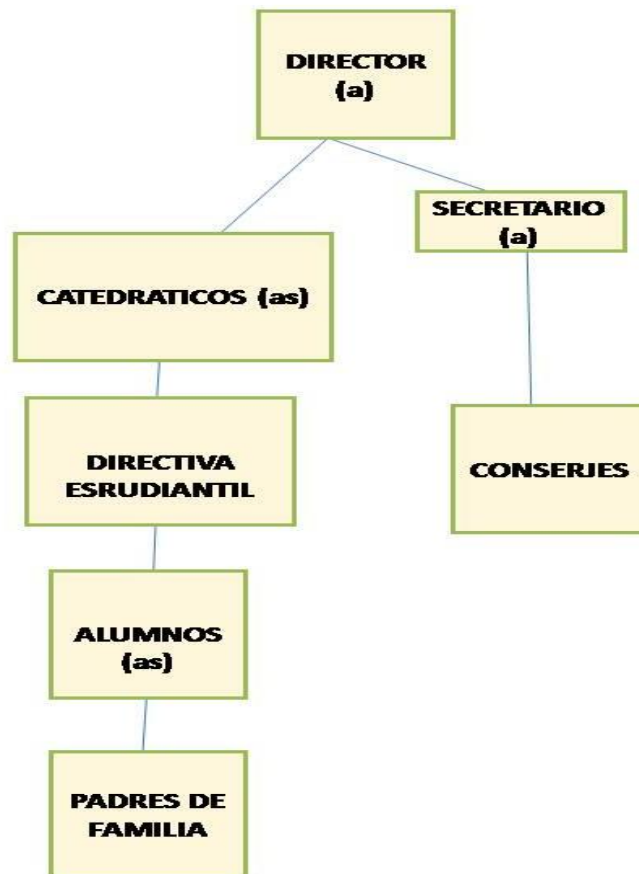 DIRECTOR
(a)
SECRETARIO
(a)
CATEDRATICOS (as)
DIRECTIVA
ESRUDIANTIL
CONSERJES
ALUMNOS
(as)
PADRES DE
FAMILIA